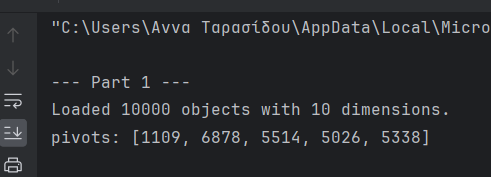 "C:\Users\Αννα Ταρασίδου\AppData\Local\Micro
--- Part 1 ---
Loaded 10000 objects with 10 dimensions.
pivots: [1109, 6878, 5514, 5026, 5338]